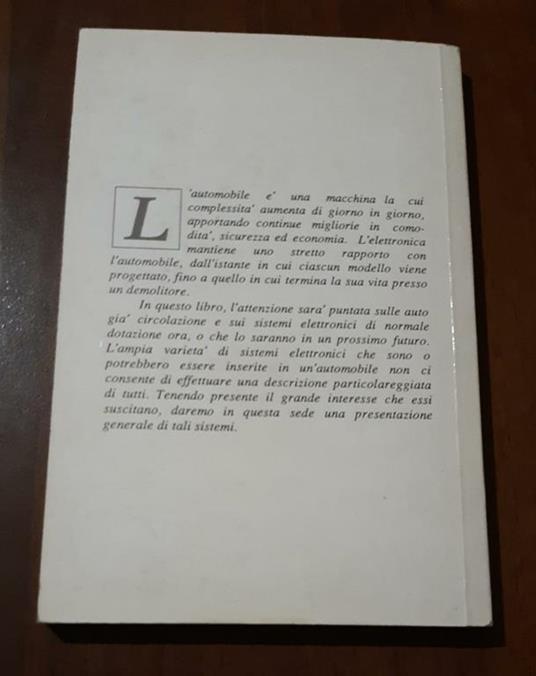 L'automobile e' una macchina la cui
complessita' aumenta di giorno in giorno,
apportando continue migliorie in como-
dita', sicurezza ed economia. L'elettronica
mantiene uno stretto rapporto con
l'automobile, dall'istante in cui ciascun modello viene
progettato, fino a quello in cui termina la sua vita presso
un demolitore.
In questo libro, l'attenzione sara' puntata sulle auto
gia' circolazione e sui sistemi elettronici di normale
dotazione ora, o che lo saranno in un prossimo futuro.
L'ampia varieta' di sistemi elettronici che sono o
potrebbero essere inserite in un'automobile non ci
consente di effettuare una descrizione particolareggiata
di tutti. Tenendo presente il grande interesse che essi
suscitano, daremo in questa sede una presentazione
generale di tali sistemi.